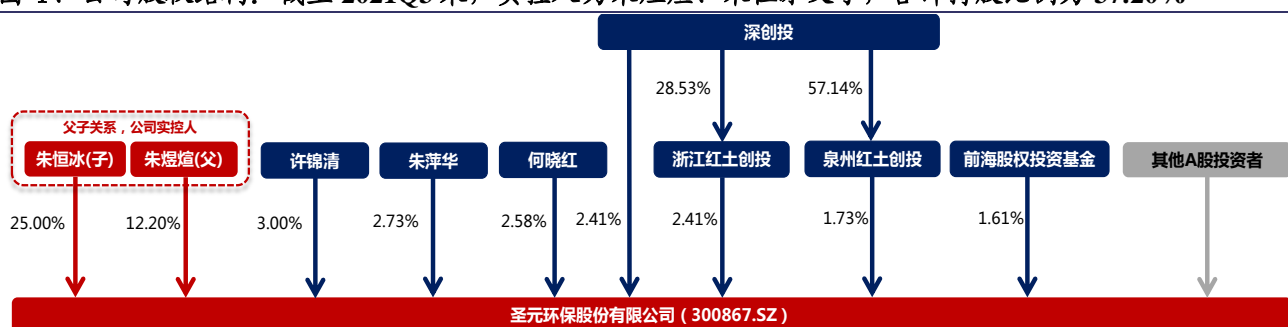 深创投
28.53%
57.14%
父子关系，公司实控人
朱恒冰(子)
朱煜煊(父)
许锦清
朱萍华
何晓红
浙江红土创投
泉州红土创投
前海股权投资基金
其他A股投资者
25.00%
12.20%
3.00%
2.73%
2.58%
2.41%
2.41%
1.73%
1.61%
圣元环保股份有限公司（300867.SZ）